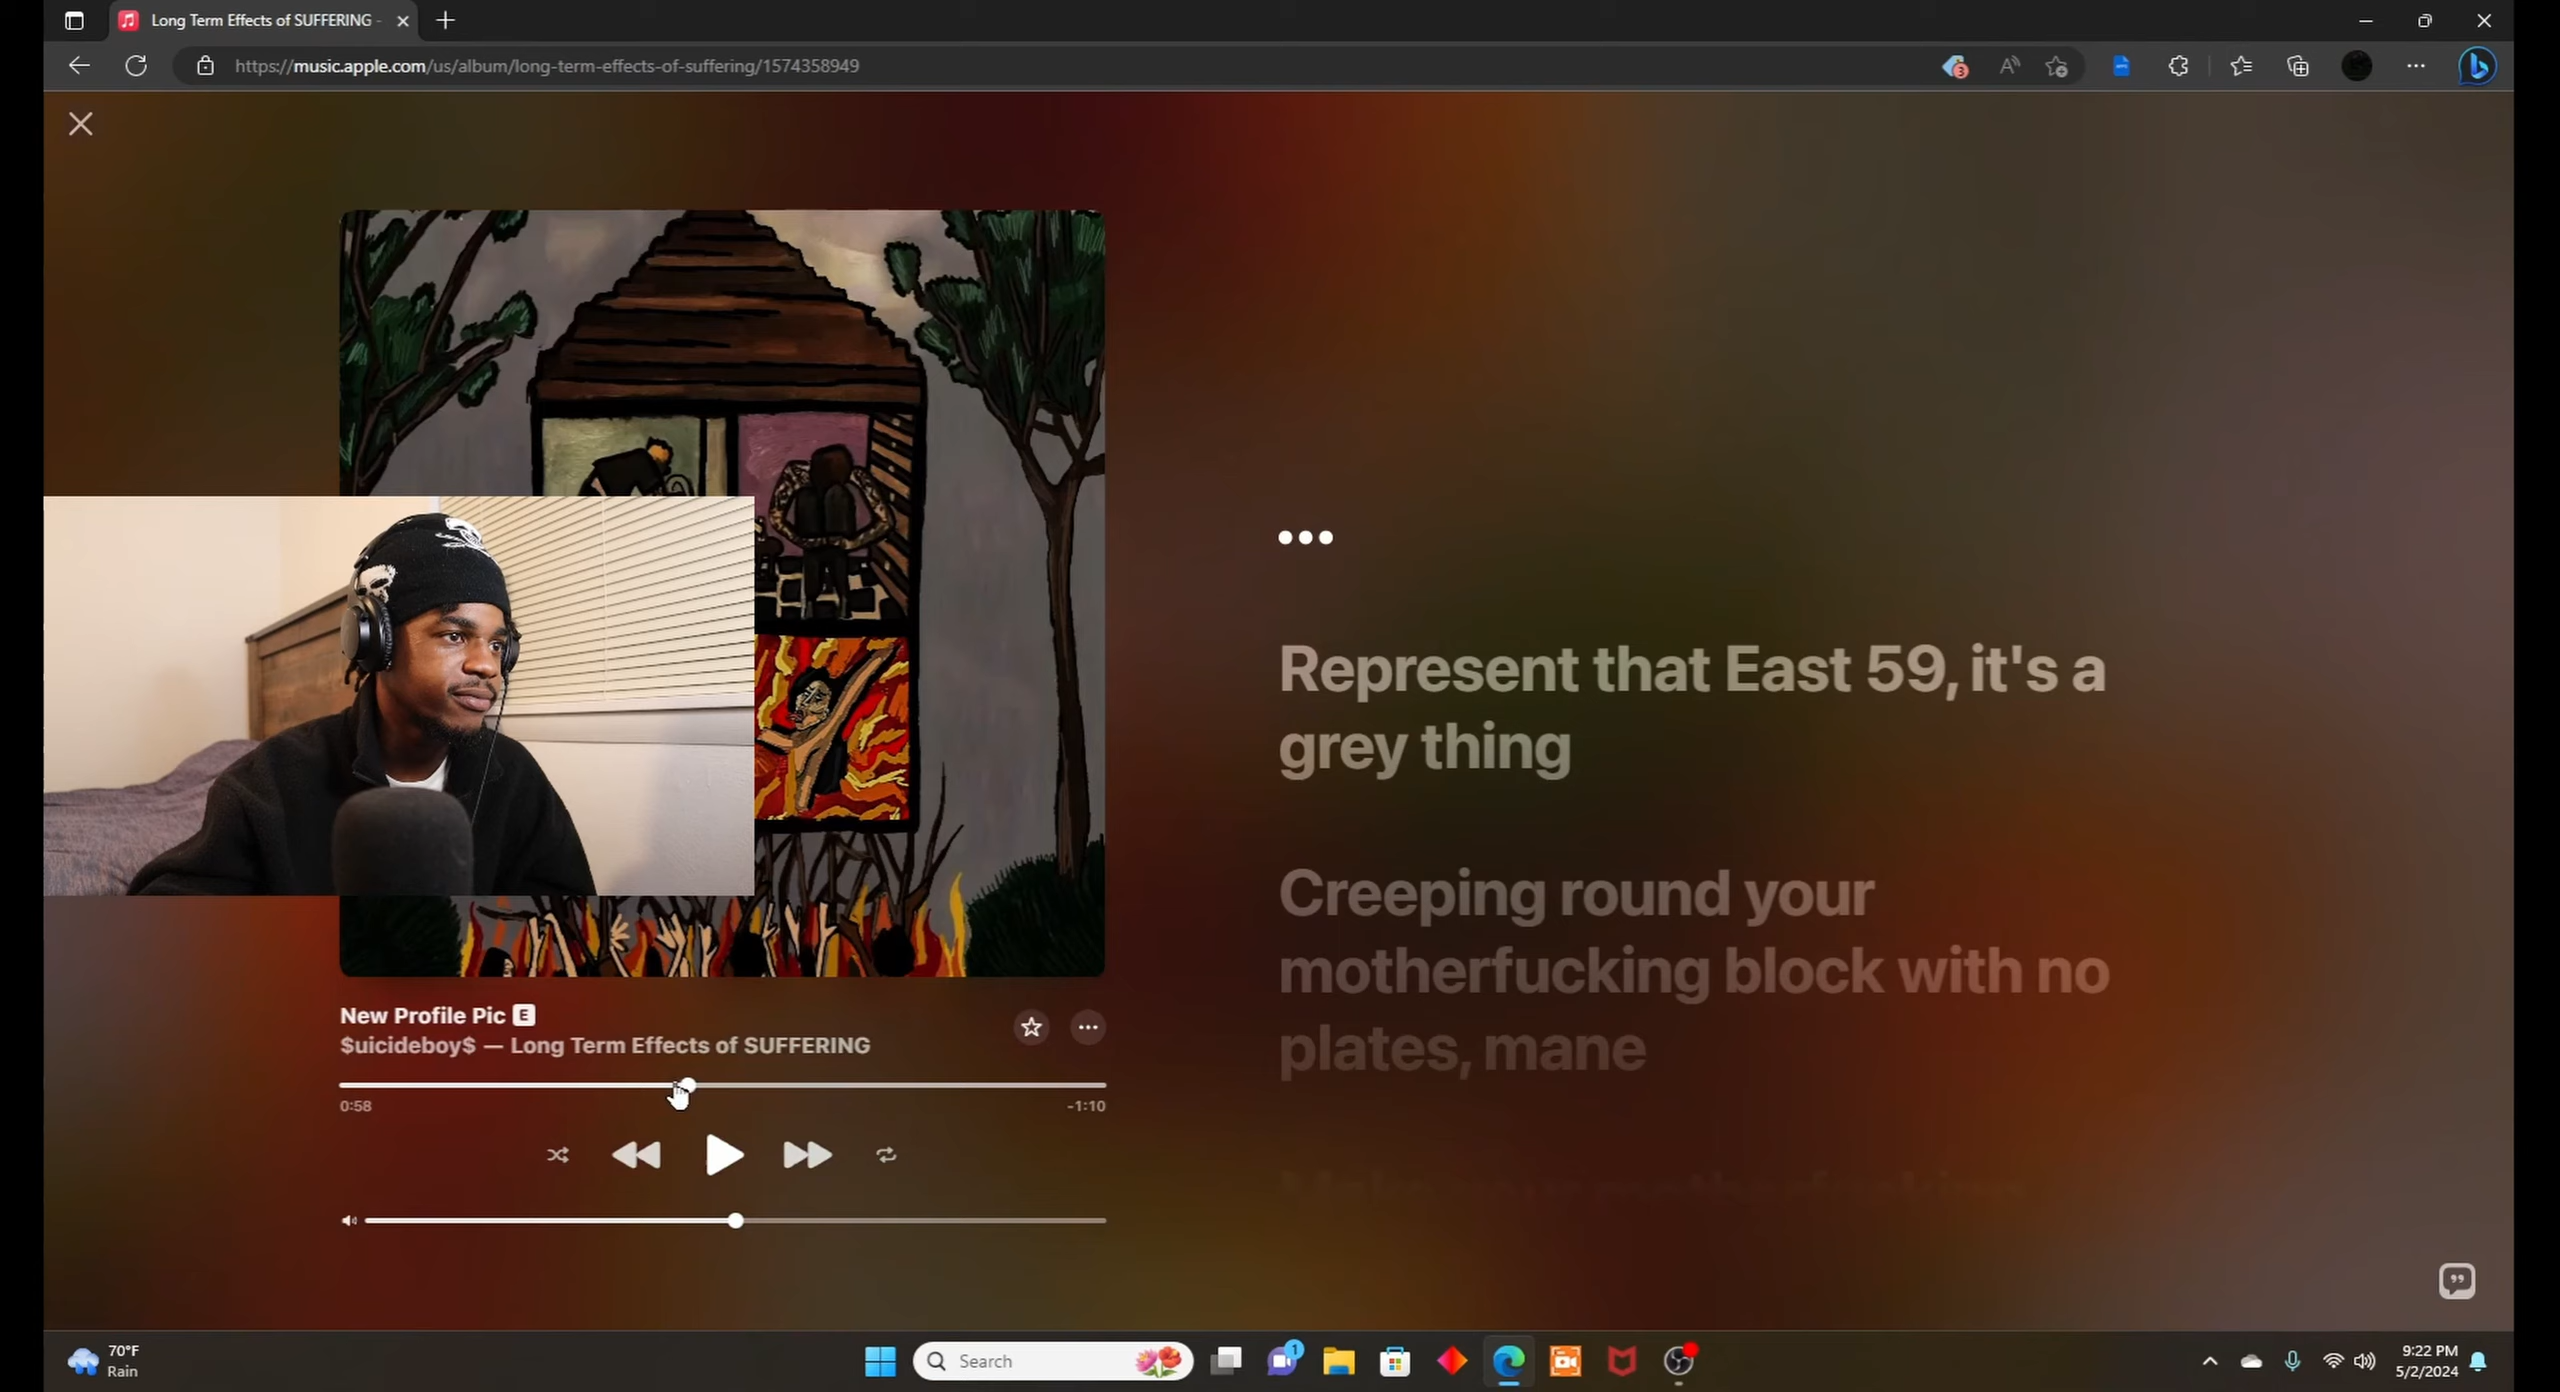 Long Term Effects of SUFFERING -
https://music.apple.com/us/album/long-term-effects-of-suffering/1574358949
3
Represent that East 59, it's a
grey thing
Creeping round your
motherfucking block with no
plates, mane
New Profile Pic E
$uicideboy$ — Long Term Effects of SUFFERING
0:58
-1:10
70°F
Rain
Search
1
9:22 PM
5/2/2024